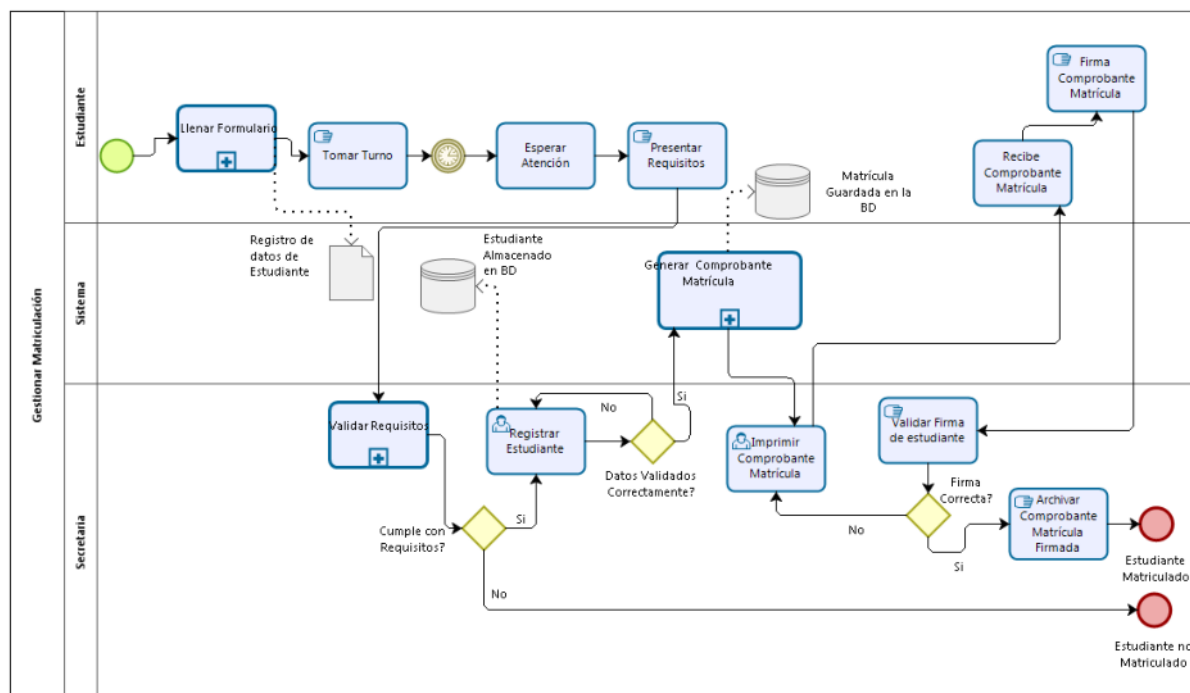 Gestionar Matriculación
Estudiante
Llenar Formulario
Tomar Turno
Esperar
Atención
Presentar
Requisitos
Firma
Comprobante
Matrícula
Recibe
Comprobante
Matrícula
Matrícula
Guardada en la
BD
Sistema
Registro de
datos de
Estudiante
Estudiante
Almacenado
en BD
Generar Comprobante
Matrícula
Secretaria
Validar Requisitos
Cumple con
Requisitos?
Si
No
Registrar
Estudiante
No
Si
Datos Validados
Correctamente?
Imprimir
Comprobante
Matrícula
Validar Firma
de estudiante
Firma
Correcta?
No
Si
Archivar
Comprobante
Matrícula
Firmada
Estudiante
Matriculado
Estudiante no
Matriculado